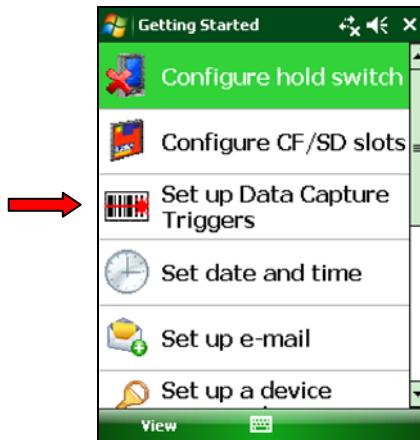 Getting Started
Configure hold switch
Configure CF/SD slots
Set up Data Capture
Triggers
Set date and time
Set up e-mail
Set up a device
View